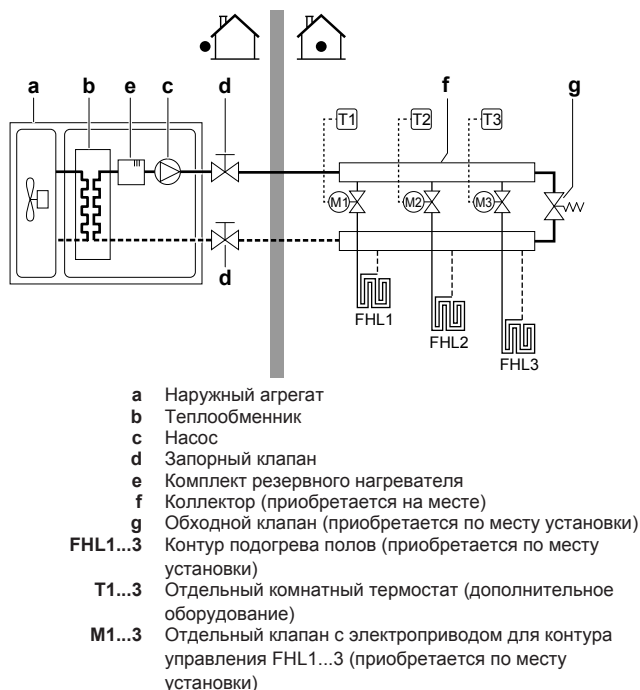 a b e c d f g
T1 T2 T3
M1 M2 M3
d
FHL1
FHL2
FHL3
a Наружный агрегат
b Теплообменник
c Насос
d Запорный клапан
e Комплект резервного нагревателя
f Коллектор (приобретается на месте)
g Обходной клапан (приобретается по месту установки)
FHL1...3 Контур подогрева полов (приобретается по месту
установки)
T1...3 Отдельный комнатный термостат (дополнительное
оборудование)
M1...3 Отдельный клапан с электроприводом для контура
управления FHL1...3 (приобретается по месту
установки)